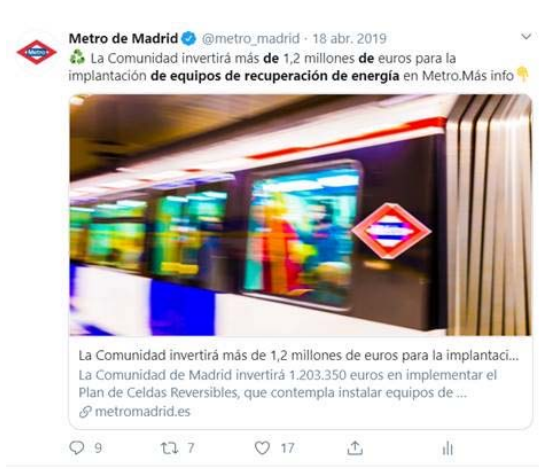 Metro de Madrid @metro_madrid · 18 abr. 2019
La Comunidad invertirá más de 1,2 millones de euros para la
implantación de equipos de recuperación de energía en Metro.Más info
Metro
Metro
La Comunidad invertirá más de 1,2 millones de euros para la implantaci...
La Comunidad de Madrid invertirá 1.203.350 euros en implementar el
Plan de Celdas Reversibles, que contempla instalar equipos de ...
metromadrid.es
9 7 17